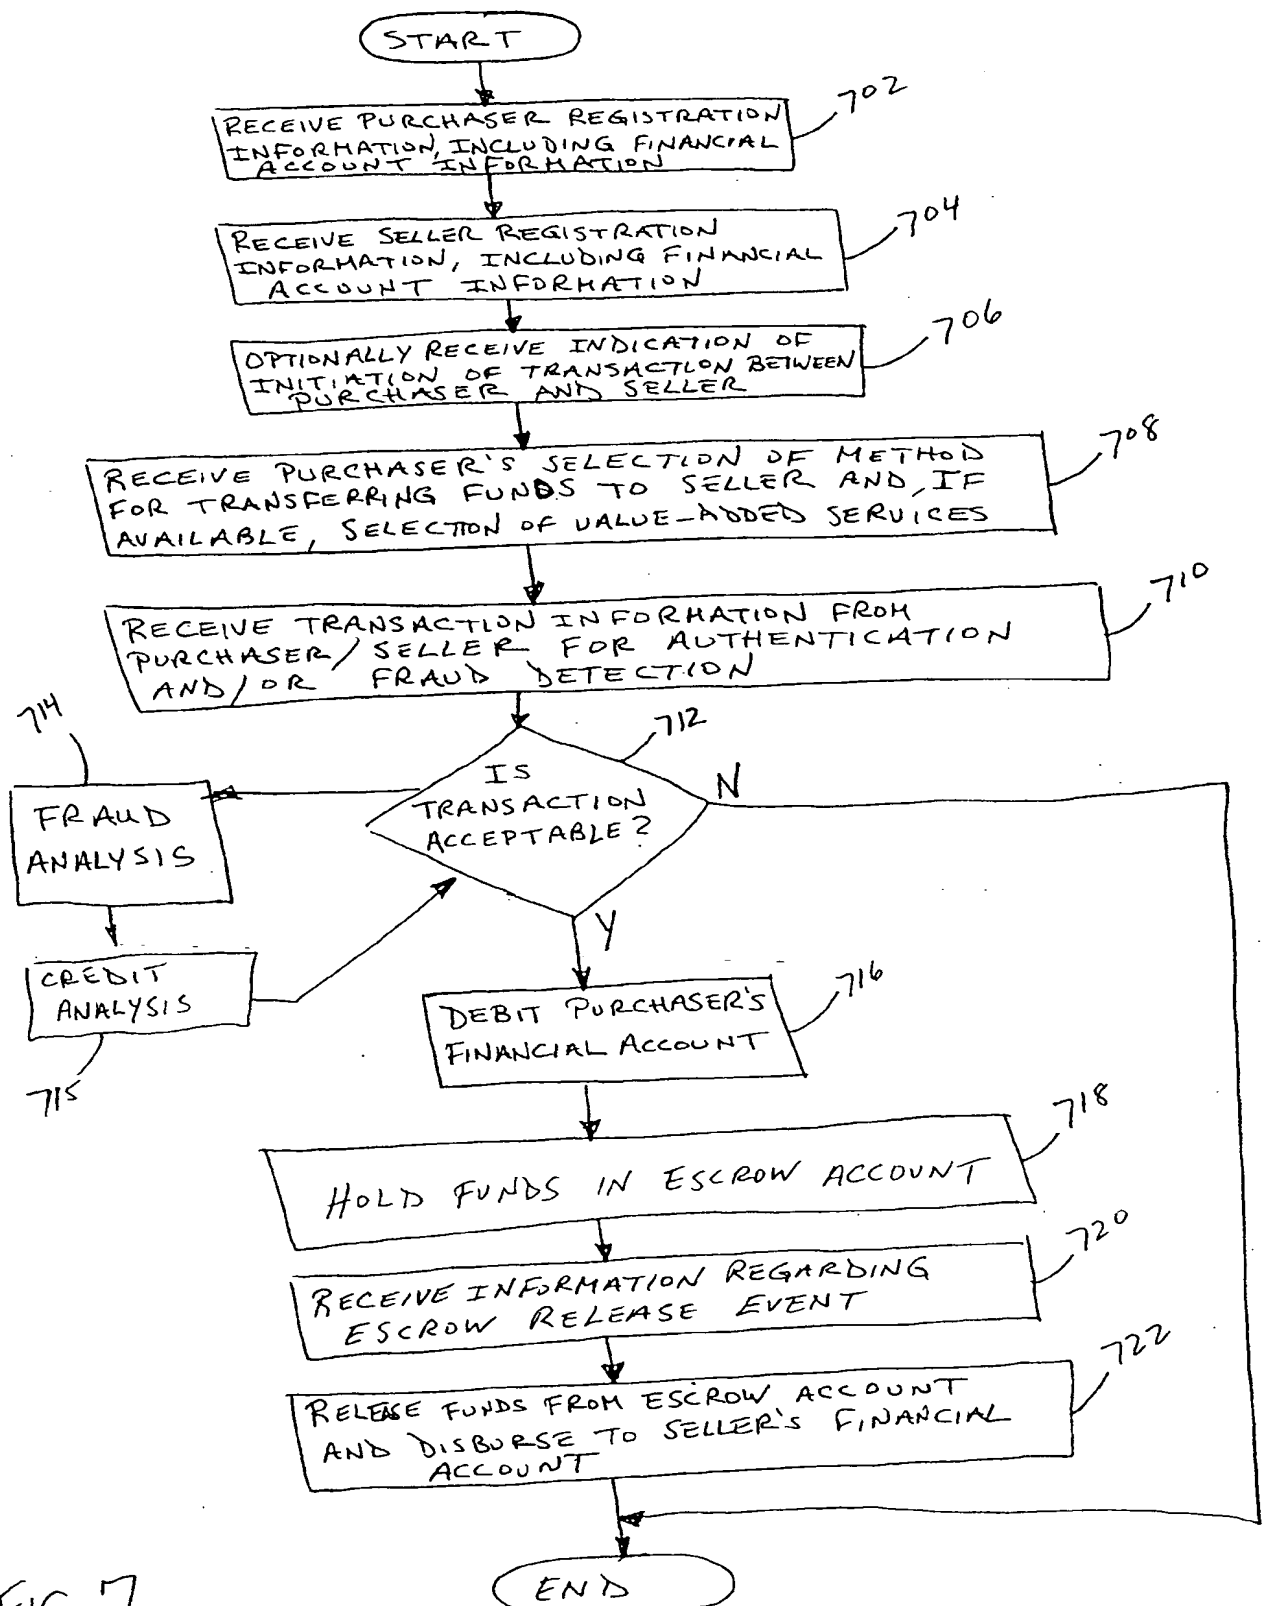 START
702
RECEIVE PURCHASER REGISTRATION
INFORMATION, INCLUDING FINANCIAL
ACCOUNT INFORMATION
704
RECEIVE SELLER REGISTRATION
INFORMATION, INCLUDING FINANCIAL
ACCOUNT INFORMATION
706
OPTIONALLY RECEIVE INDICATION OF
INITIATION OF TRANSACTION BETWEEN
PURCHASER AND SELLER
708
RECEIVE PURCHASER'S SELECTION OF METHOD
FOR TRANSFERRING FUNDS TO SELLER AND, IF
AVAILABLE, SELECTION OF VALUE-ADDED SERVICES
710
RECEIVE TRANSACTION INFORMATION FROM
PURCHASER/SELLER FOR AUTHENTICATION
AND/OR FRAUD DETECTION
714
712
IS
TRANSACTION
ACCEPTABLE?
N
FRAUD
ANALYSIS
Y
CREDIT
ANALYSIS
715
716
DEBIT PURCHASER'S
FINANCIAL ACCOUNT
718
HOLD FUNDS IN ESCROW ACCOUNT
720
RECEIVE INFORMATION REGARDING
ESCROW RELEASE EVENT
722
RELEASE FUNDS FROM ESCROW ACCOUNT
AND DISBURSE TO SELLER'S FINANCIAL
ACCOUNT
END
FIG 7